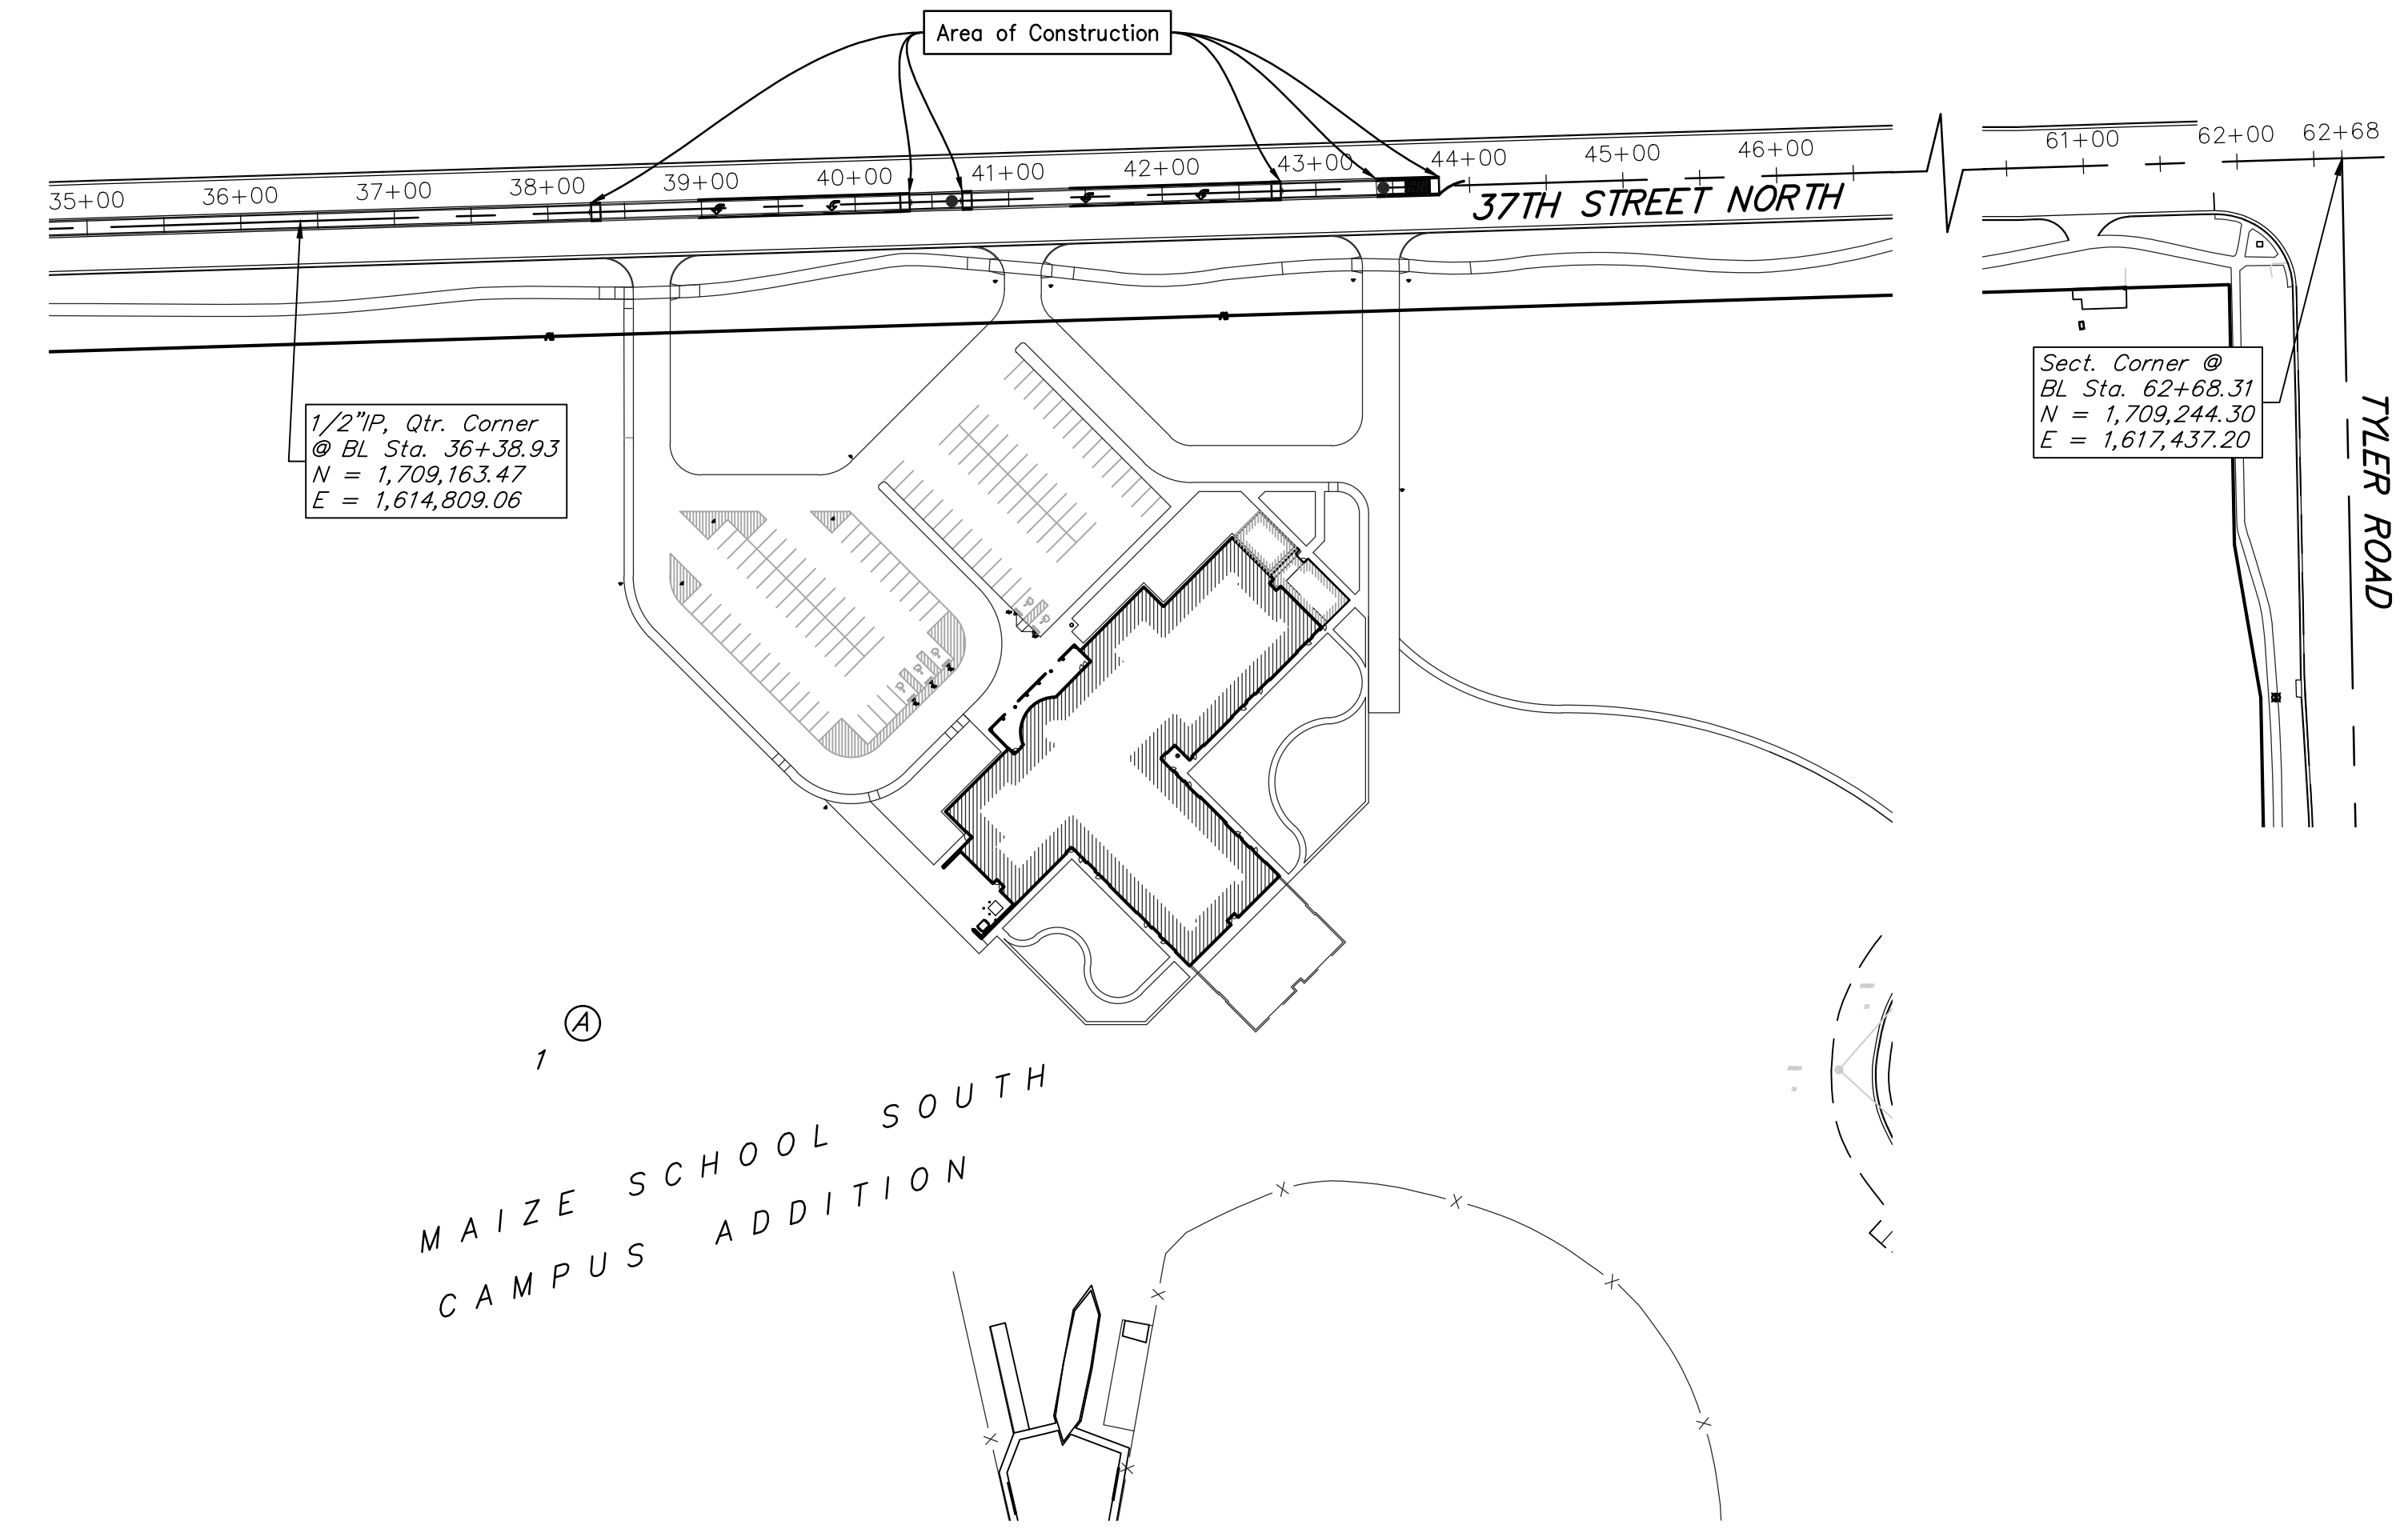 Area of Construction
35+00 36+00 37+00 38+00 39+00 40+00 41+00 42+00 43+00 44+00 45+00 46+00 61+00 62+00 62+68
37TH STREET NORTH
1/2"IP, Qtr. Corner
@ BL Sta. 36+38.93
N = 1,709,163.47
E = 1,614,809.06
Sect. Corner @
BL Sta. 62+68.31
N = 1,709,244.30
E = 1,617,437.20
TYLER ROAD
A
1
MAIZE SCHOOL SOUTH
CAMPUS ADDITION